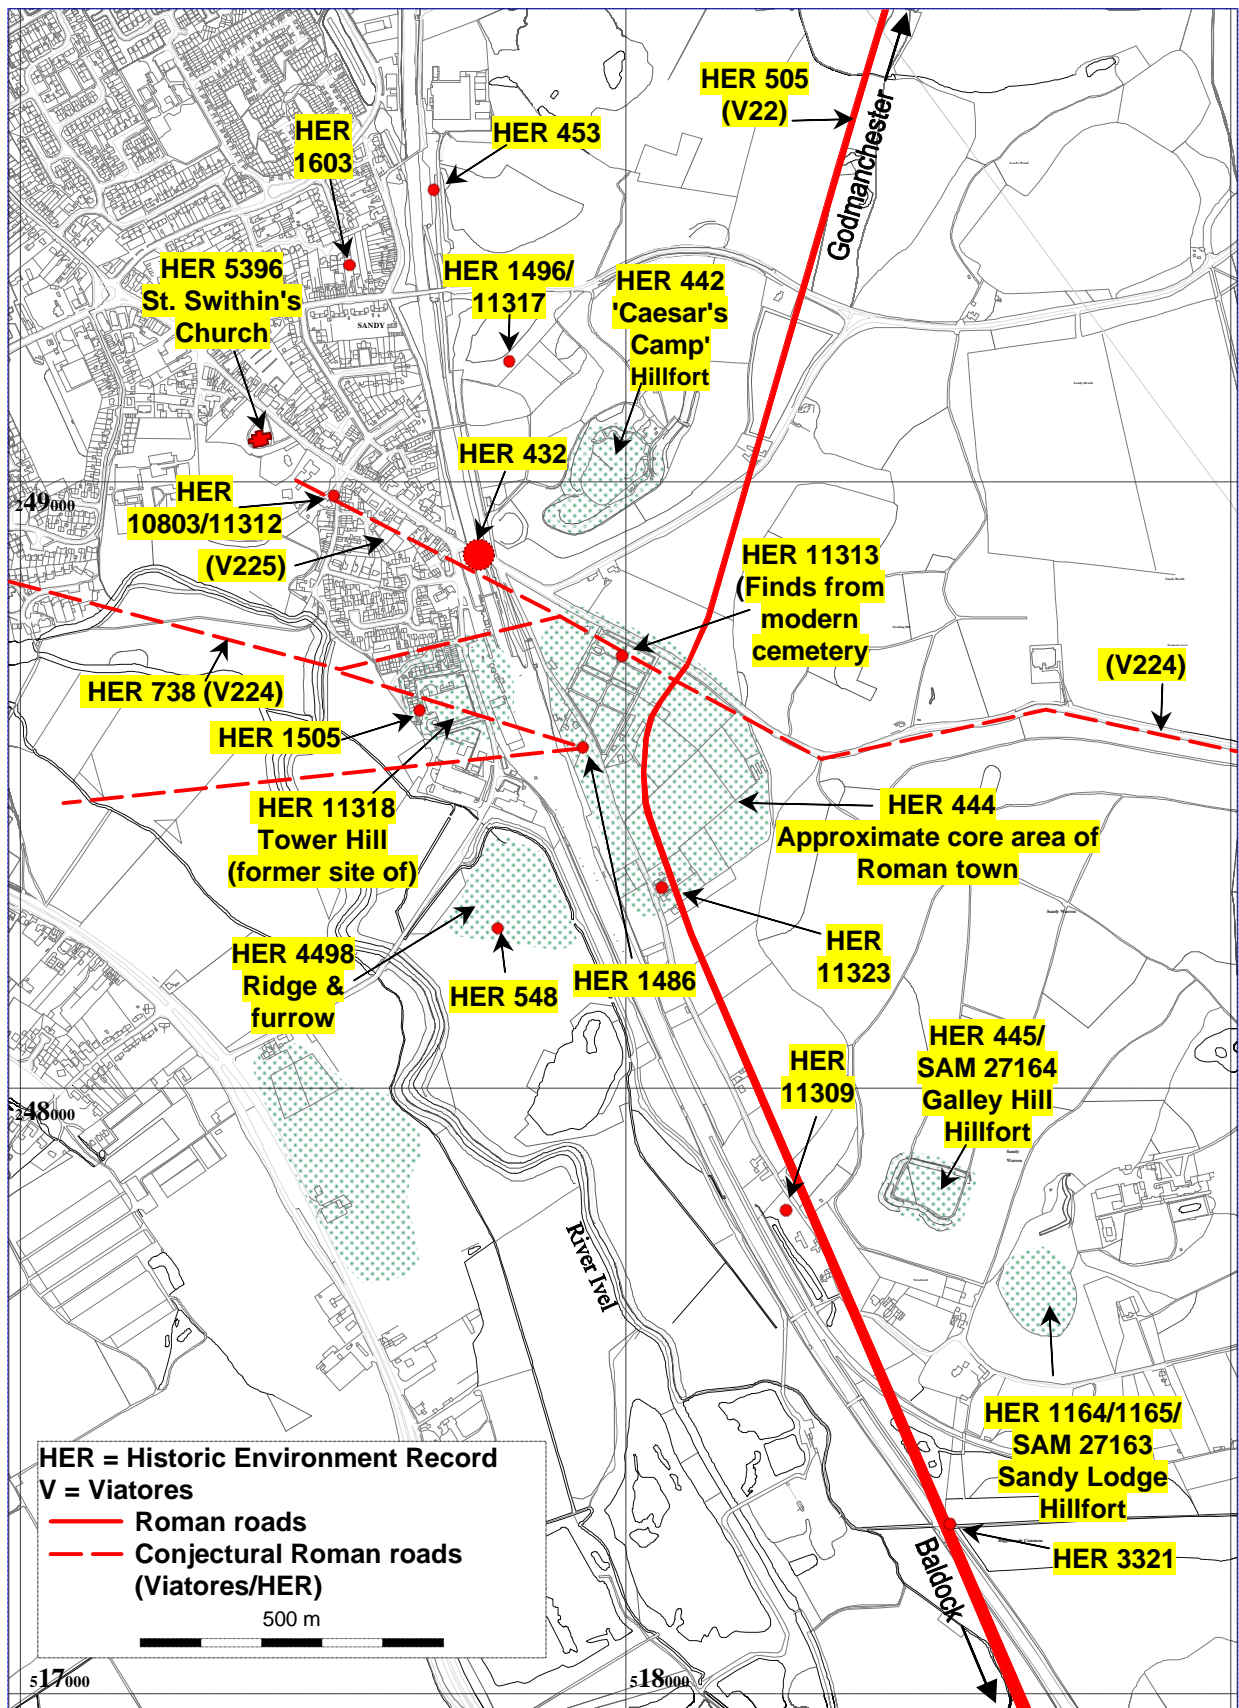 HER 505
(V22)
Godmanchester
HER
1603
HER 453
HER 5396
St. Swithin's
Church
HER 1496/
11317
HER 442
'Caesar's
Camp'
Hillfort
SANDY
HER 432
HER
10803/11312
(V225)
249000
HER 11313
(Finds from
modern
cemetery
(V224)
HER 738 (V224)
HER 1505
HER 11318
Tower Hill
(former site of)
HER 444
Approximate core area of
Roman town
Sandy Warren
HER 4498
Ridge &
furrow
HER 548
HER 1486
HER
11323
HER
11309
HER 445/
SAM 27164
Galley Hill
Hillfort
Sandy
Warren
248000
River Ivel
HER 1164/1165/
SAM 27163
Sandy Lodge
Hillfort
HER 3321
Baldock
HER = Historic Environment Record
V = Viatores
Roman roads
Conjectural Roman roads
(Viatores/HER)
500 m
517000
518000